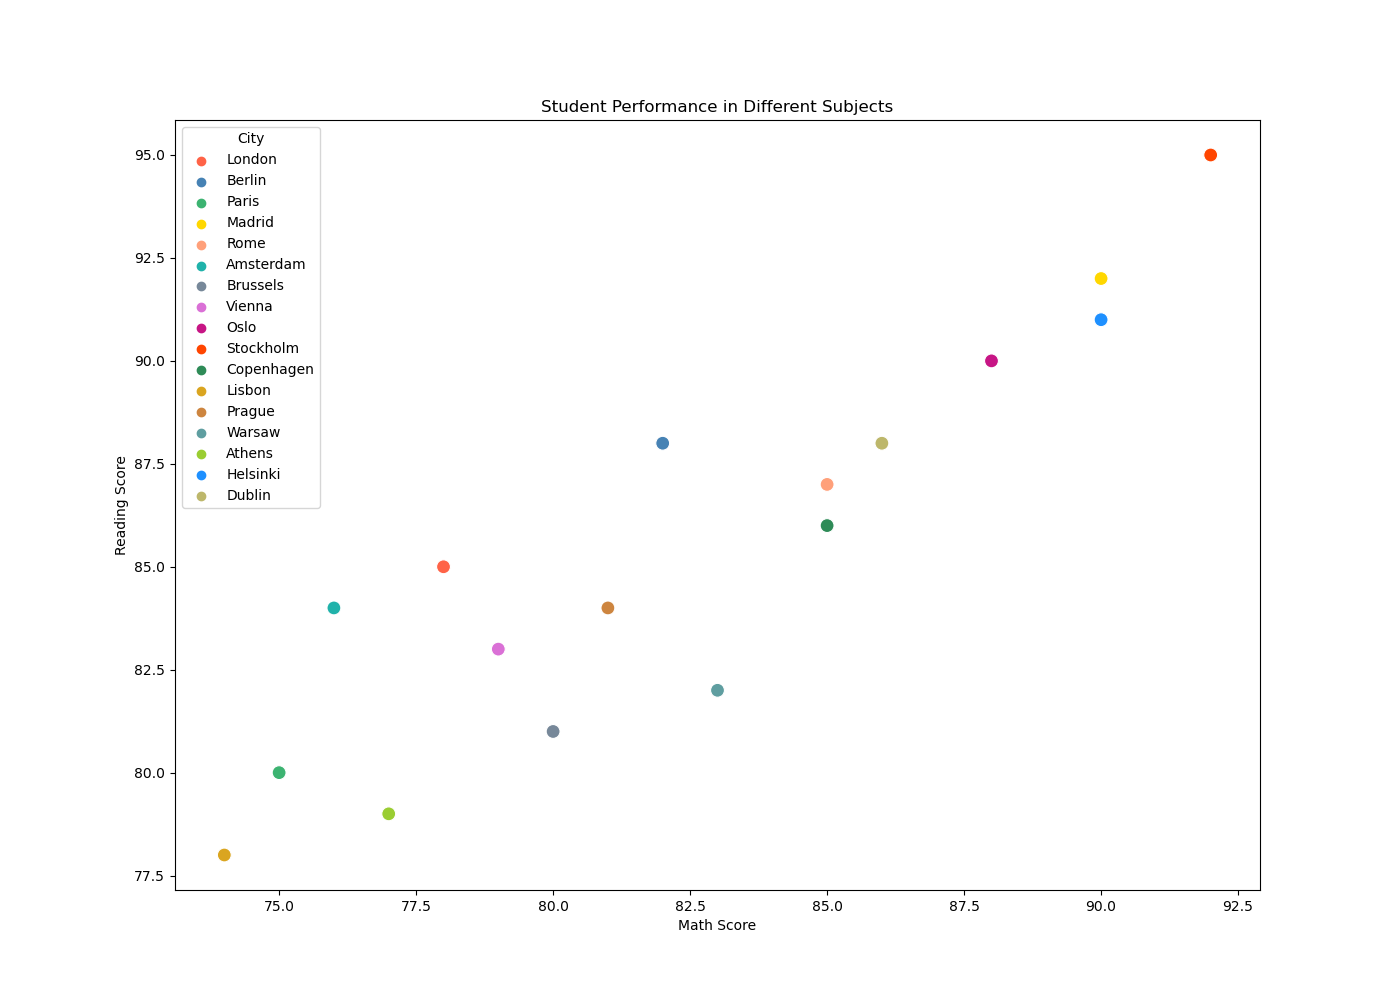 Student Performance in Different Subjects
City
London
Berlin
Paris
Madrid
Rome
Amsterdam
Brussels
Vienna
Oslo
Stockholm
Copenhagen
Lisbon
Prague
Warsaw
Athens
Helsinki
Dublin
Reading Score
95.0
92.5
90.0
87.5
85.0
82.5
80.0
77.5
75.0 77.5 80.0 82.5 85.0 87.5 90.0 92.5
Math Score